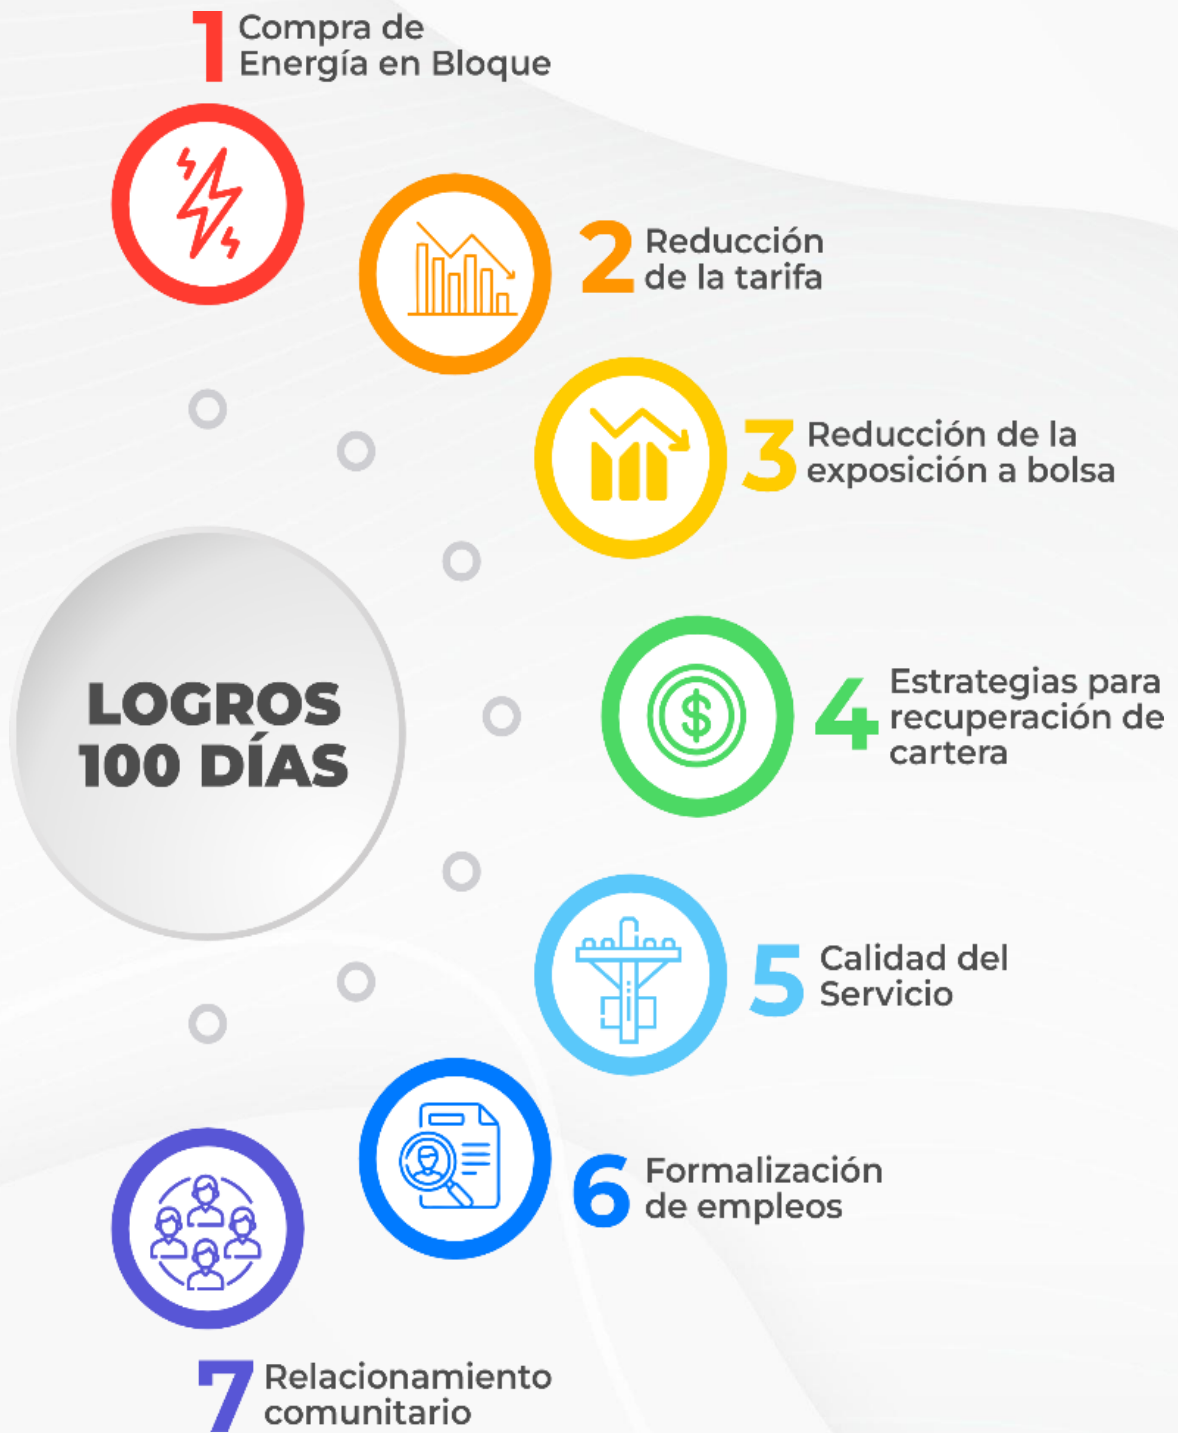 1 Compra de
Energía en Bloque
2 Reducción
de la tarifa
3 Reducción de la
exposición a bolsa
LOGROS
100 DÍAS
4 Estrategias para
recuperación de
cartera
5 Calidad del
Servicio
6 Formalización
de empleos
7 Relacionamiento
comunitario